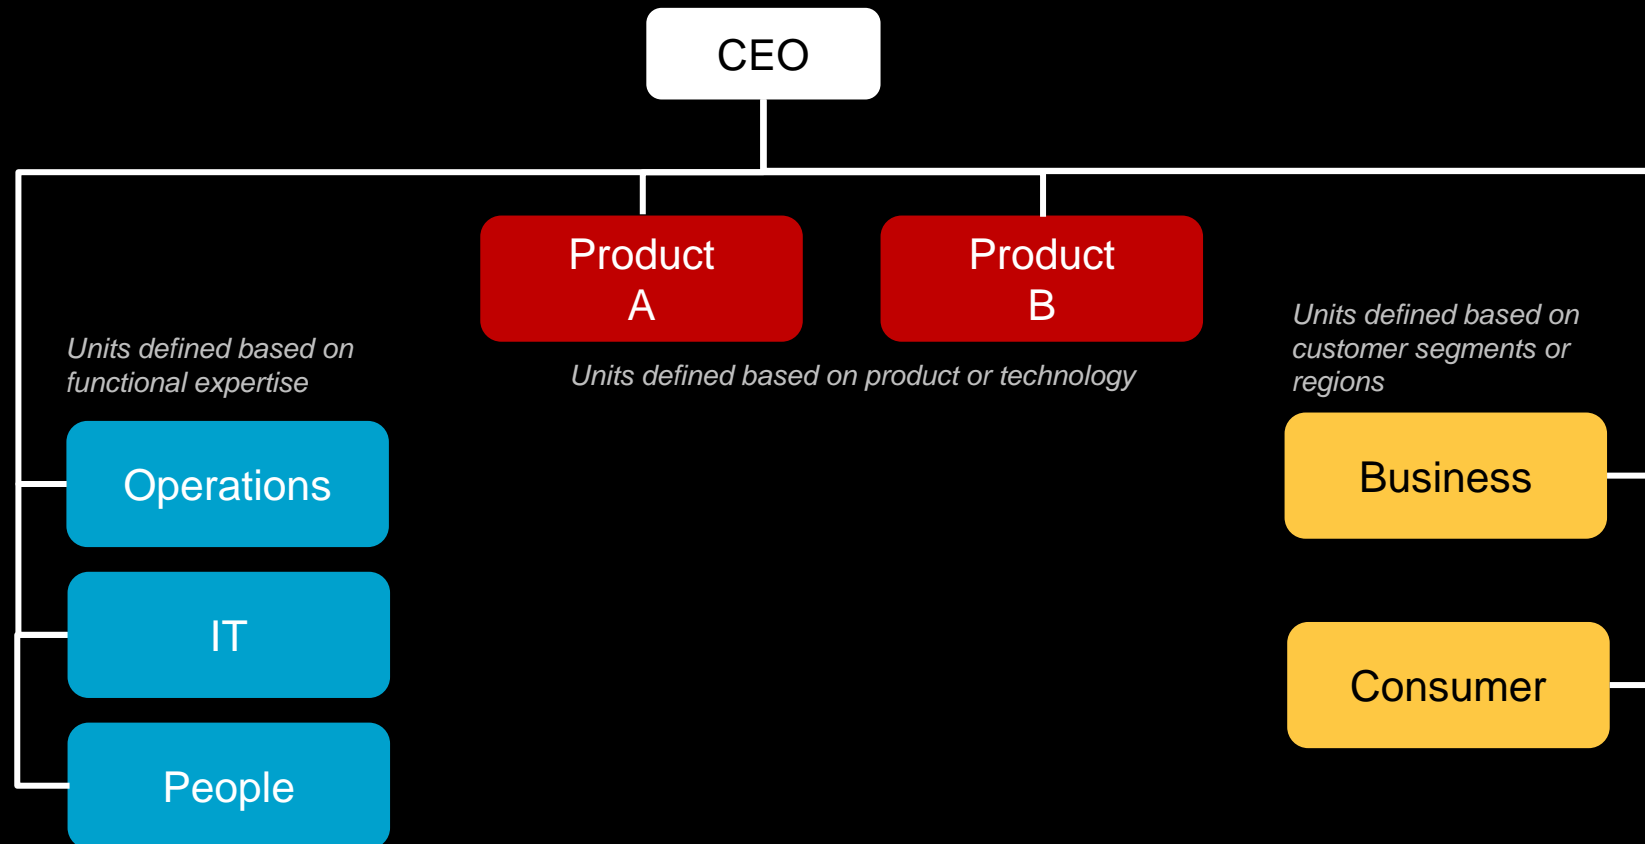 CEO
Product
A
Product
B
Units defined based on
functional expertise
Units defined based on product or technology
Units defined based on
customer segments or
regions
Operations
IT
People
Business
Consumer